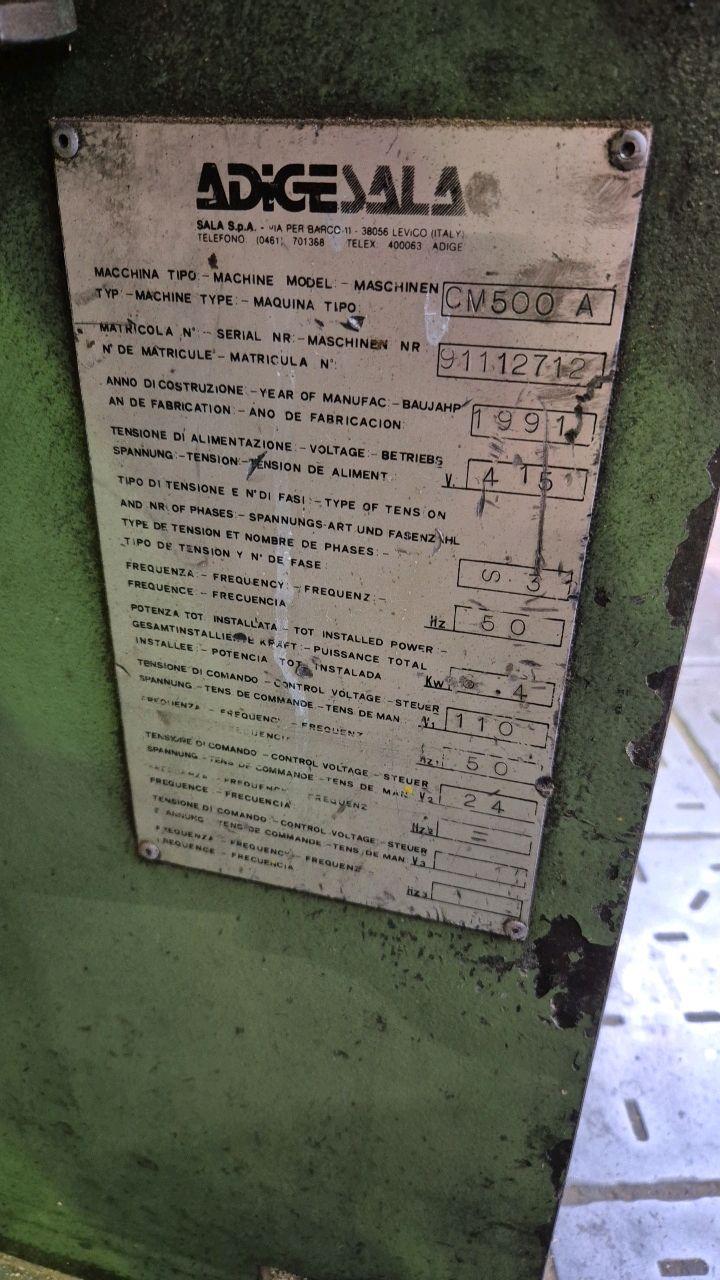 ADIGESALA
SALA S.p.A. - VIA PER BARCO 11 - 38056 LEVICO (ITALY)
TELEFONO (0461) 701368 TELEX 400063 ADIGE
MACCHINA TIPO - MACHINE MODEL - MASCHINEN
TYP - MACHINE TYPE - MAQUINA TIPO CM500 A
MATRICOLA N° - SERIAL NR - MASCHINEN NR
N° DE MATRICULE - MATRICULA N° 91112712
ANNO DI COSTRUZIONE - YEAR OF MANUFAC - BAUJAHR
AN DE FABRICATION - ANO DE FABRICACION 1991
TENSIONE DI ALIMENTAZIONE - VOLTAGE - BETRIEBS
SPANNUNG - TENSION - TENSION DE ALIMENT. V. 415
TIPO DI TENSIONE E N° DI FASI - TYPE OF TENSION
AND NR OF PHASES - SPANNUNGS-ART UND FASENZAHL
TYPE DE TENSION ET NOMBRE DE PHASES -
TIPO DE TENSION Y N° DE FASE S 3
FREQUENZA - FREQUENCY - FREQUENZ -
FREQUENCE - FRECUENCIA Hz 50
POTENZA TOT INSTALLATA - TOT INSTALLED POWER -
GESAMTINSTALLIERTE KRAFT - PUISSANCE TOTAL
INSTALLEE - POTENCIA TOT INSTALADA Kw .4
TENSIONE DI COMANDO - CONTROL VOLTAGE - STEUER
SPANNUNG - TENS DE COMMANDE - TENS DE MAN V1 110
FREQUENZA - FREQUENCY - FREQUENZ
FRECUENCIA Hz1 50
TENSIONE DI COMANDO - CONTROL VOLTAGE - STEUER
SPANNUNG - TENS DE COMMANDE - TENS DE MAN V2 24
FREQUENZA - FREQUENCY - FREQUENZ
FREQUENCE - FRECUENCIA Hz2 =
TENSIONE DI COMANDO - CONTROL VOLTAGE - STEUER
SPANNUNG - TENS DE COMMANDE - TENS DE MAN V3
FREQUENZA - FREQUENCY - FREQUENZ
FREQUENCE - FRECUENCIA Hz3